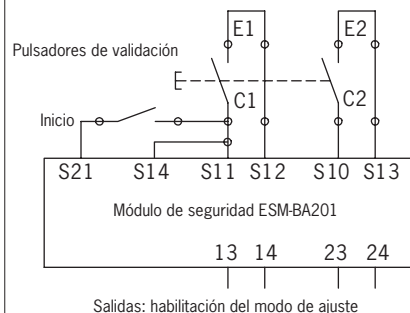 E1 E2
Pulsadores de validación
C1 C2
Inicio
S21 S14 S11 S12 S10 S13
Módulo de seguridad ESM-BA201
13 14 23 24
Salidas: habilitación del modo de ajuste